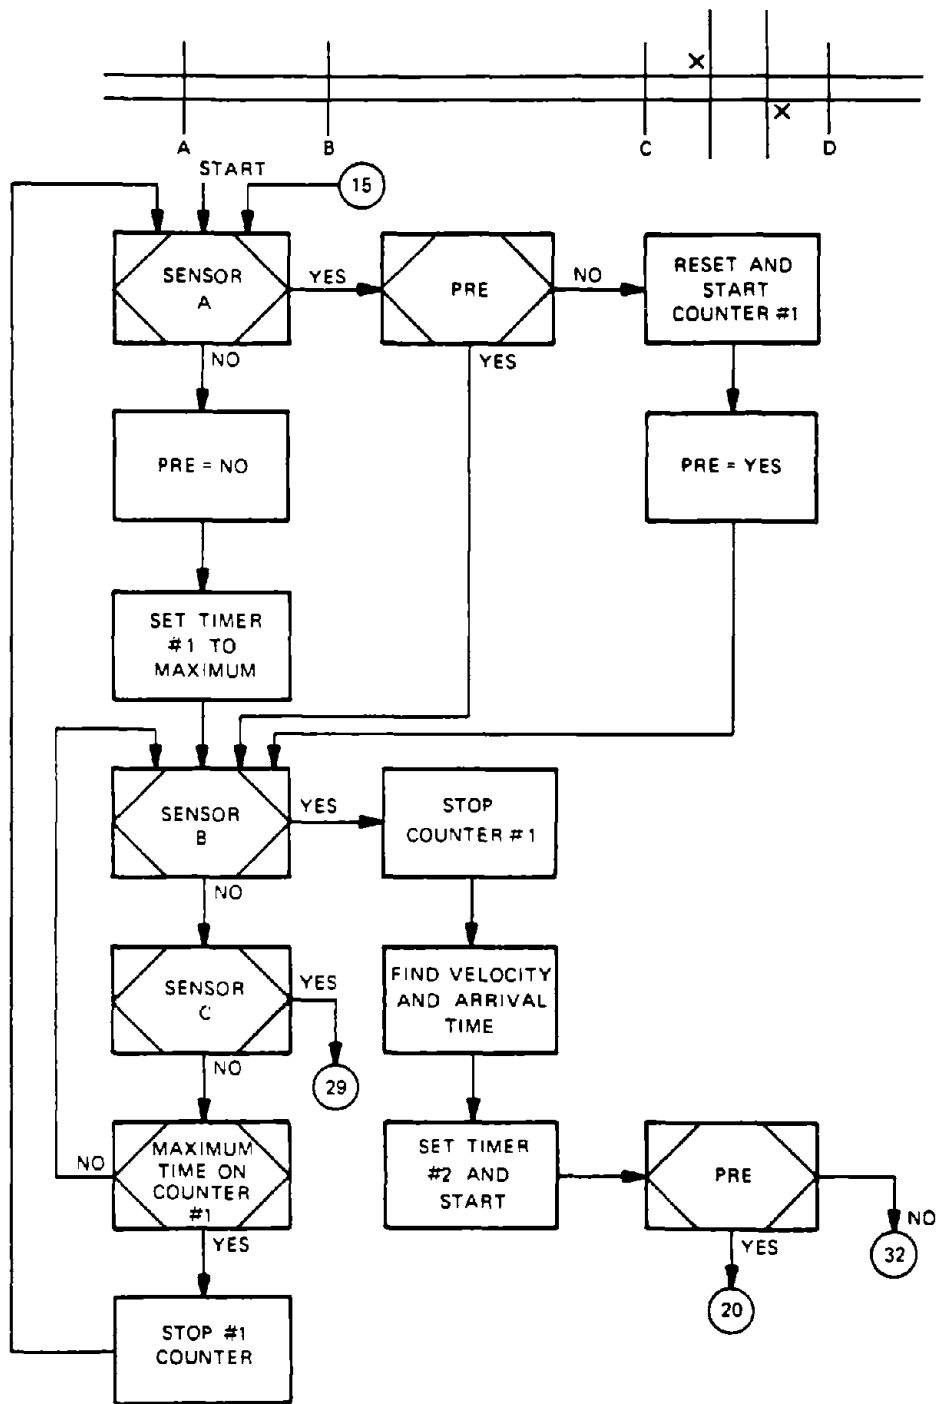 A
B
C
D
START
15
SENSOR
A
YES
PRE
NO
RESET AND
START
COUNTER #1
NO
YES
PRE = NO
PRE = YES
SET TIMER
#1 TO
MAXIMUM
SENSOR
B
YES
STOP
COUNTER #1
NO
SENSOR
C
YES
FIND VELOCITY
AND ARRIVAL
TIME
NO
29
MAXIMUM
TIME ON
COUNTER
#1
NO
SET TIMER
#2 AND
START
PRE
NO
YES
YES
32
20
STOP #1
COUNTER